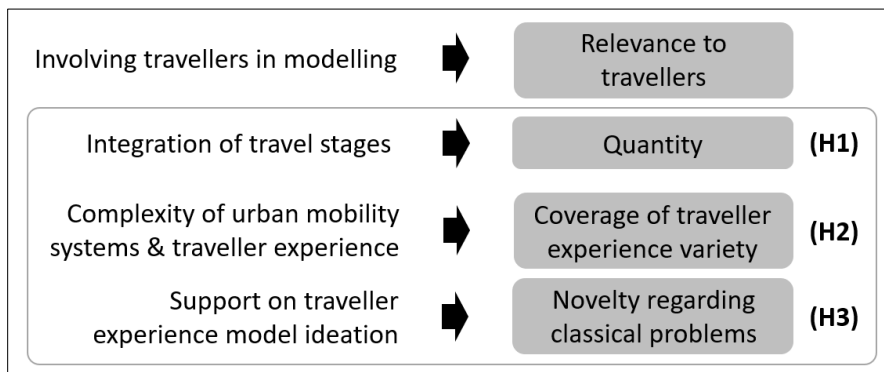 Involving travellers in modelling
Relevance to
travellers
Integration of travel stages
Quantity
(H1)
Complexity of urban mobility
systems & traveller experience
Coverage of traveller
experience variety
(H2)
Support on traveller
experience model ideation
Novelty regarding
classical problems
(H3)